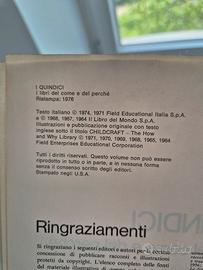 I QUINDICI
i libri del come e del perché
Ristampa: 1976
Testo italiano © 1974, 1971 Field Educational Italia S.p.A.
e © 1968, 1967, 1964 Il Libro del Mondo S.p.A.
Illustrazioni e pubblicazione originale con testo
inglese sotto il titolo CHILDCRAFT - The How
and Why Library © 1971, 1970, 1969, 1968, 1965, 1964
Field Enterprises Educational Corporation
Tutti i diritti riservati. Questo volume non può essere
riprodotto in tutto o in parte, a in nessuna forma,
senza il consenso scritto degli editori.
Stampato negli U.S.A.
Ringraziamenti
Si ringraziano i seguenti editori e autori per
concessione di pubblicare racconti e illustrazioni
protetti da copyright. L'elenco completo delle fonti
del materiale illustrativo